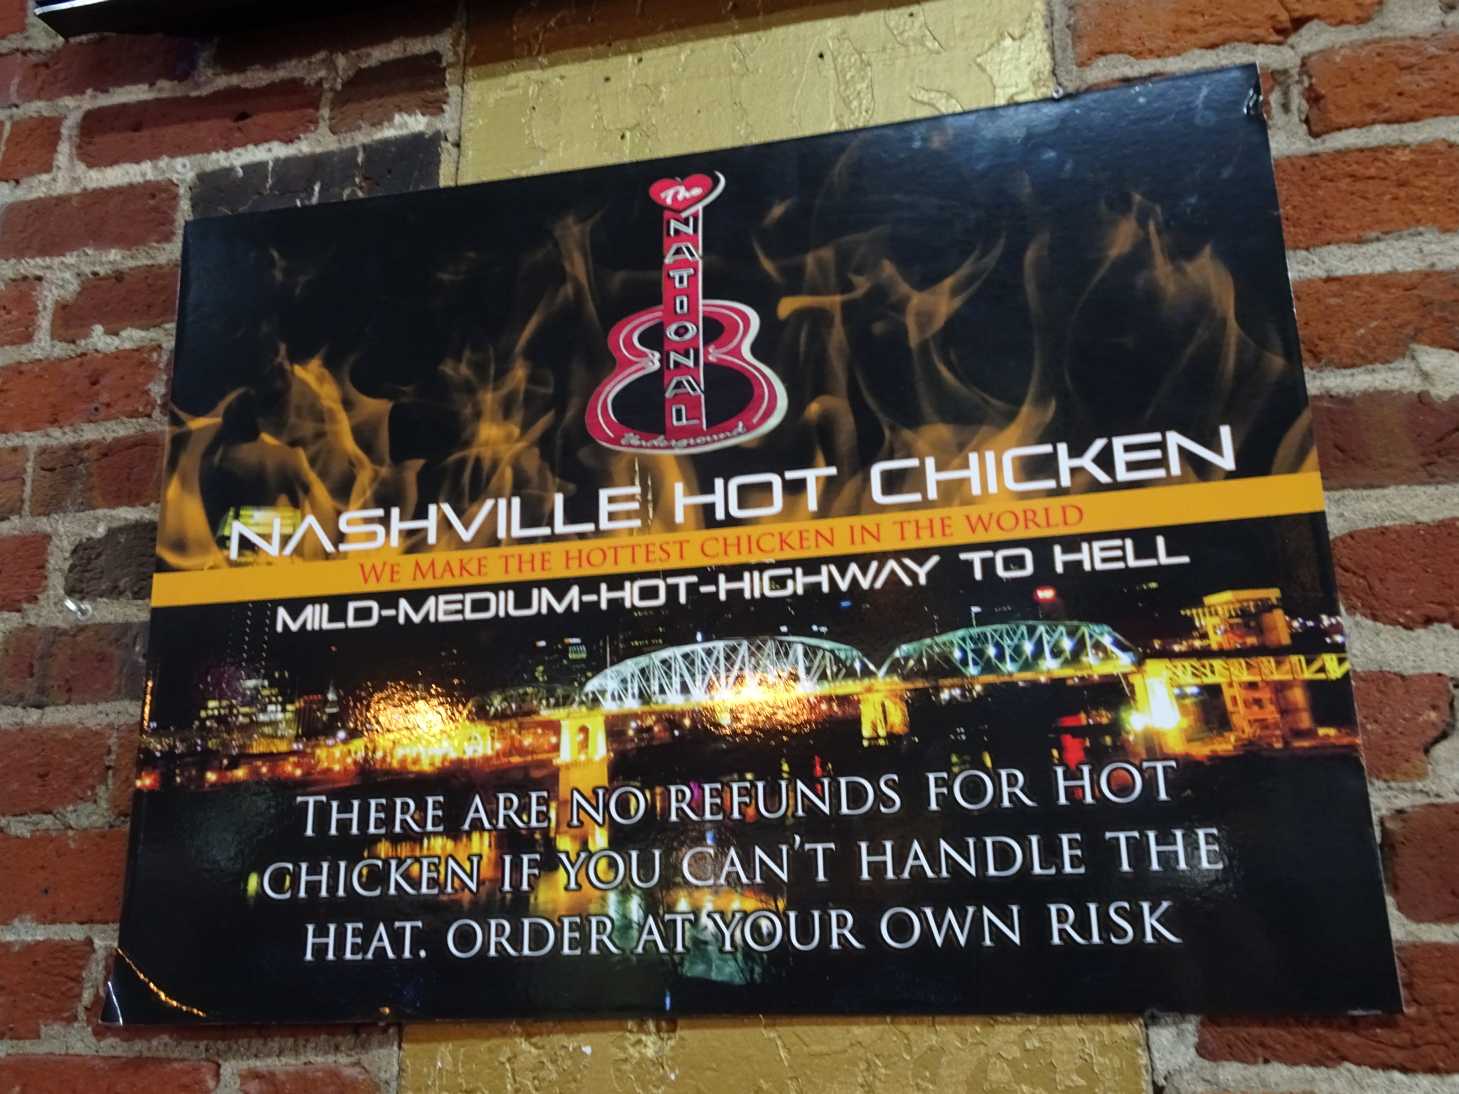 The
NATIONAL
Underground
NASHVILLE HOT CHICKEN
WE MAKE THE HOTTEST CHICKEN IN THE WORLD
MILD-MEDIUM-HOT-HIGHWAY TO HELL
THERE ARE NO REFUNDS FOR HOT
CHICKEN IF YOU CAN'T HANDLE THE
HEAT. ORDER AT YOUR OWN RISK